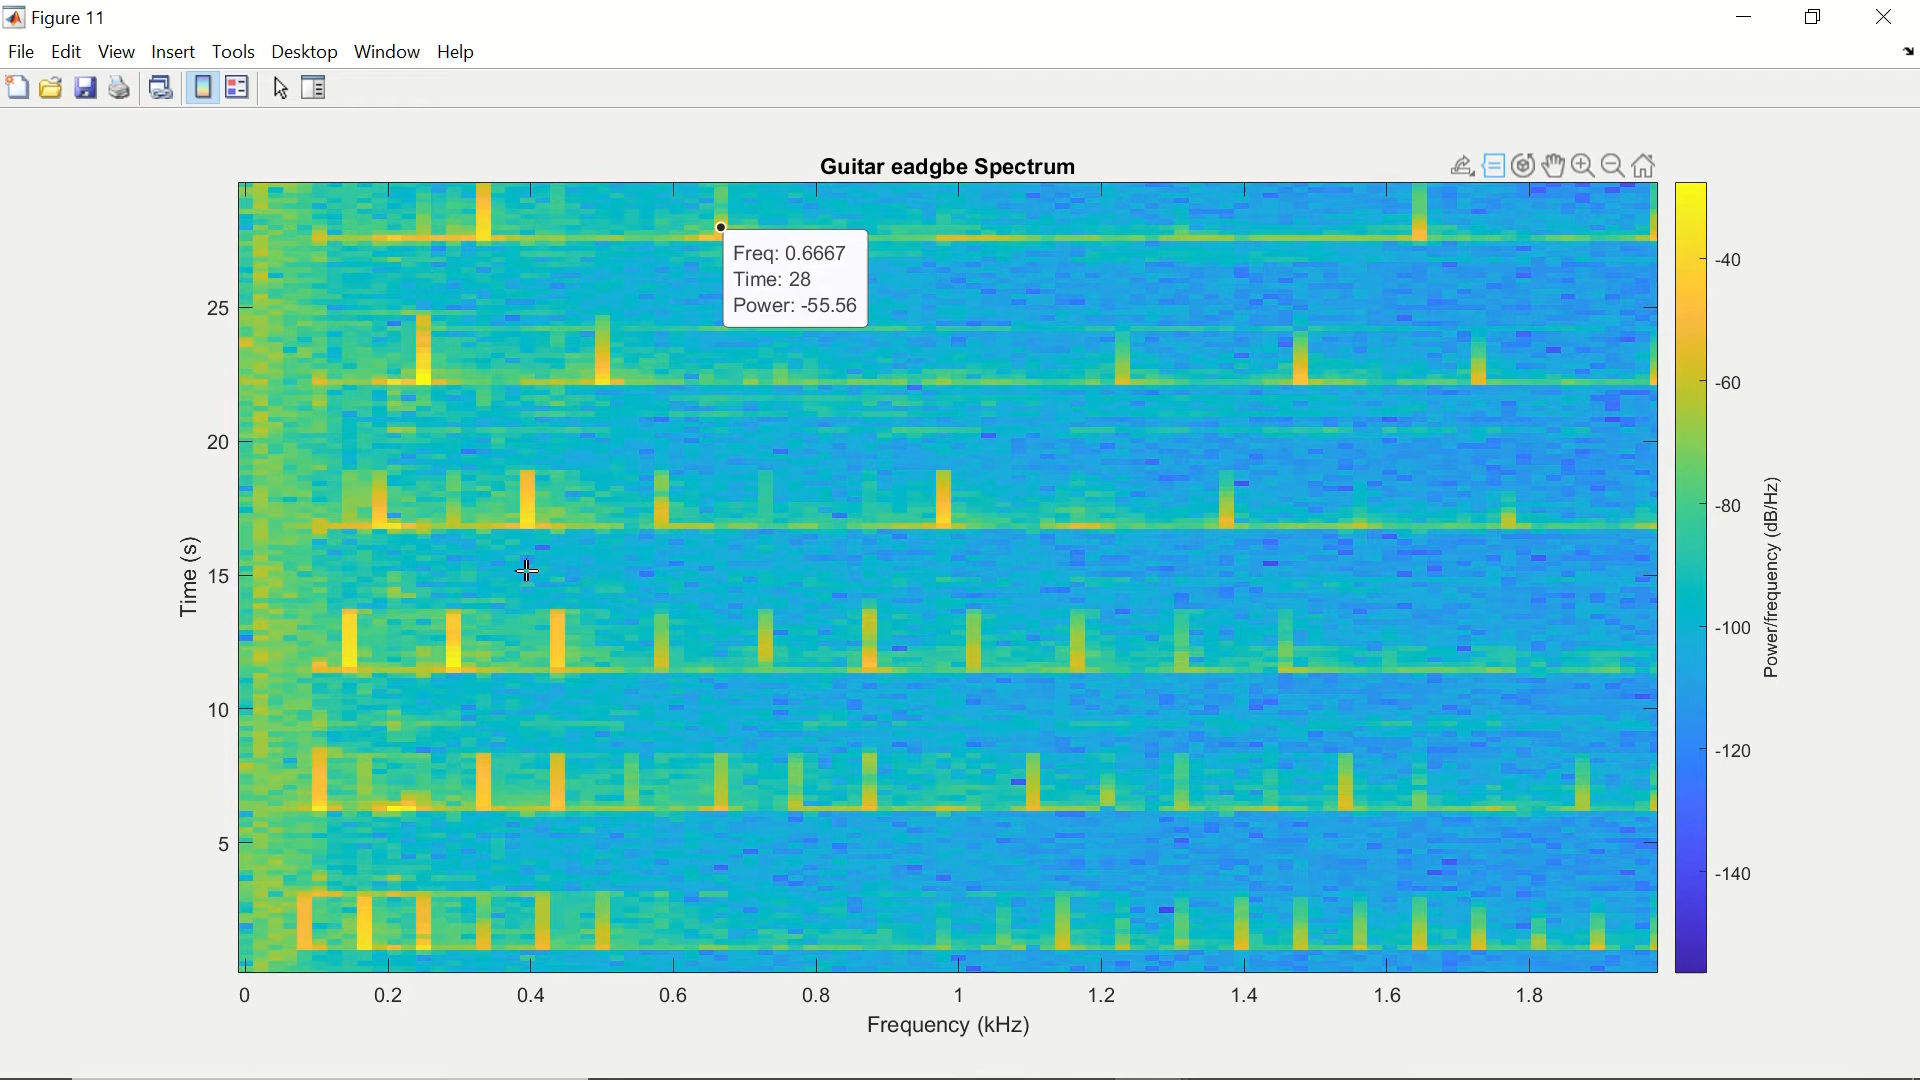 Figure 11
File Edit View Insert Tools Desktop Window Help
Guitar eadgbe Spectrum
Freq: 0.6667
Time: 28
Power: -55.56
25
20
15
10
5
Time (s)
0 0.2 0.4 0.6 0.8 1 1.2 1.4 1.6 1.8
Frequency (kHz)
-40
-60
-80
-100
-120
-140
Power/frequency (dB/Hz)